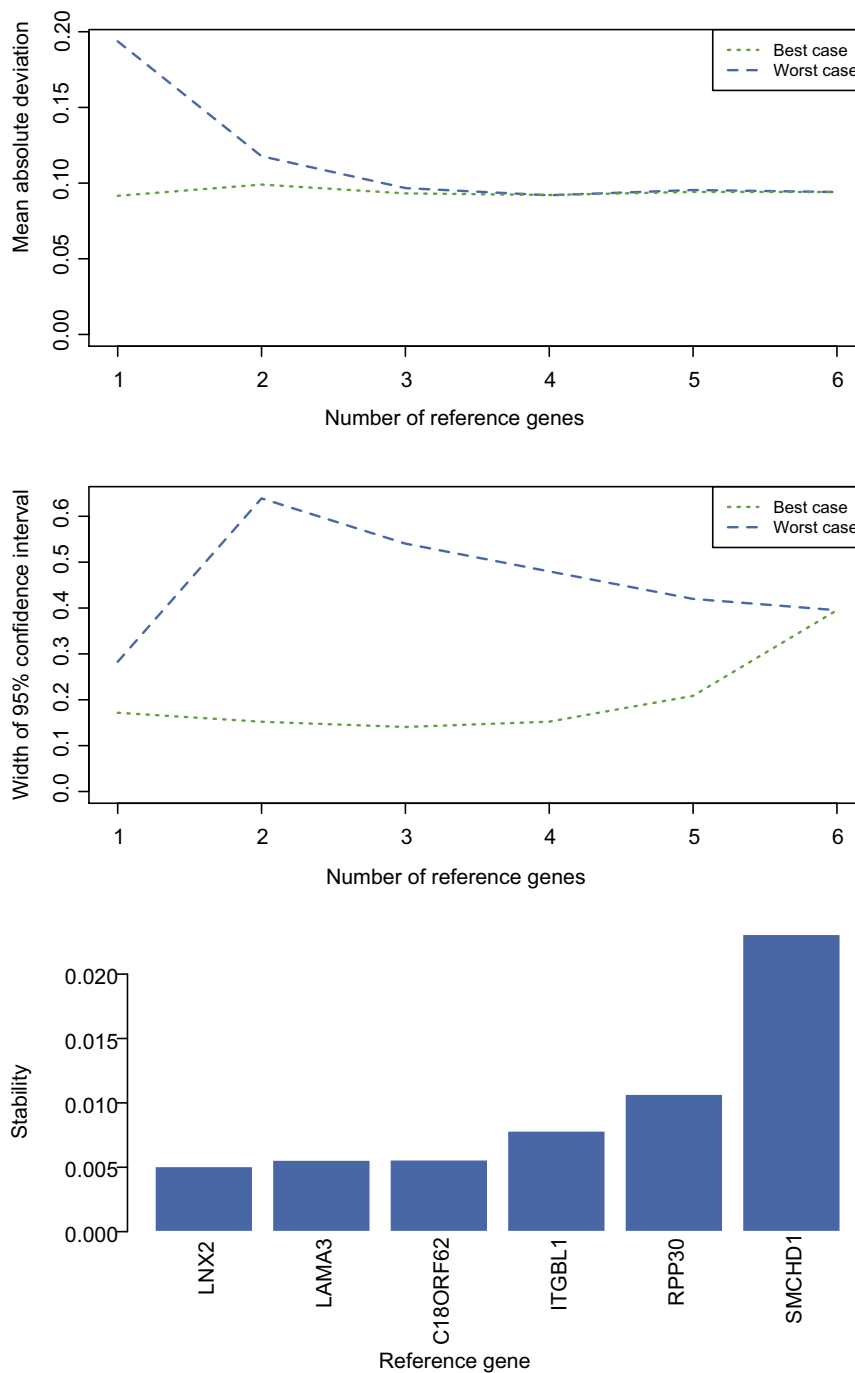 Mean absolute deviation
0.20
0.15
0.10
0.05
0.00
Best case
Worst case
1 2 3 4 5 6
Number of reference genes
Width of 95% confidence interval
0.6
0.5
0.4
0.3
0.2
0.1
0.0
Best case
Worst case
1 2 3 4 5 6
Number of reference genes
Stability
0.020
0.015
0.010
0.005
0.000
LNX2
LAMA3
C18ORF62
ITGBL1
RPP30
SMCHD1
Reference gene